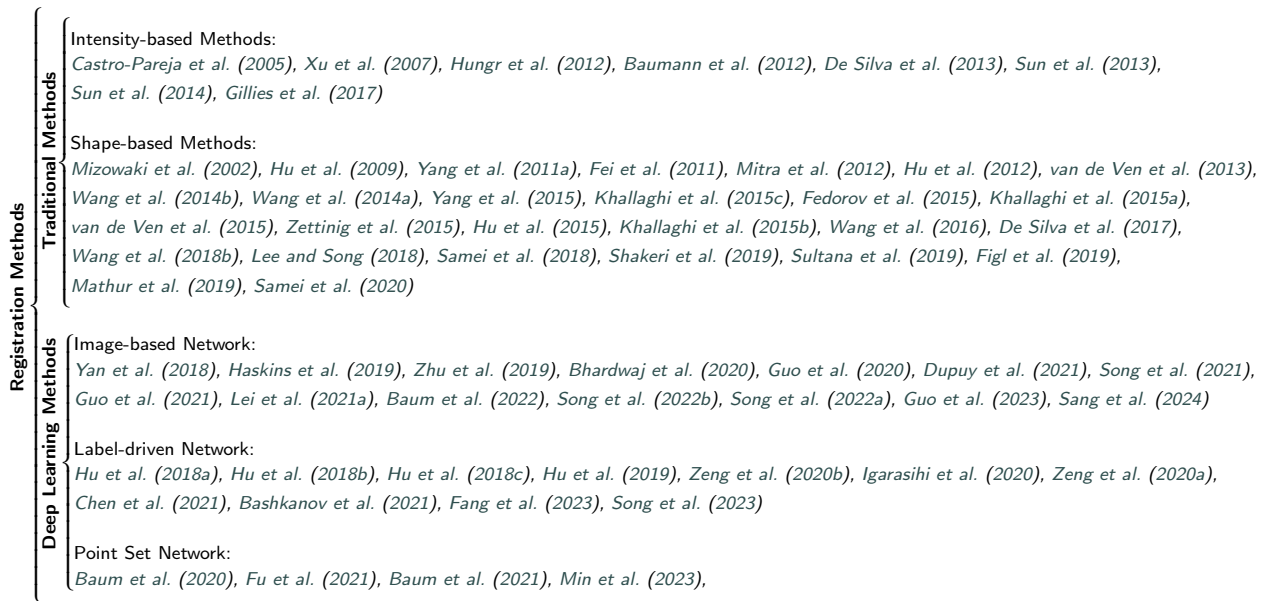 Registration Methods
Traditional Methods
Intensity-based Methods:
Castro-Pareja et al. (2005), Xu et al. (2007), Hungr et al. (2012), Baumann et al. (2012), De Silva et al. (2013), Sun et al. (2013),
Sun et al. (2014), Gillies et al. (2017)
Shape-based Methods:
Mizowaki et al. (2002), Hu et al. (2009), Yang et al. (2011a), Fei et al. (2011), Mitra et al. (2012), Hu et al. (2012), van de Ven et al. (2013),
Wang et al. (2014b), Wang et al. (2014a), Yang et al. (2015), Khallaghi et al. (2015c), Fedorov et al. (2015), Khallaghi et al. (2015a),
van de Ven et al. (2015), Zettinig et al. (2015), Hu et al. (2015), Khallaghi et al. (2015b), Wang et al. (2016), De Silva et al. (2017),
Wang et al. (2018b), Lee and Song (2018), Samei et al. (2018), Shakeri et al. (2019), Sultana et al. (2019), Figl et al. (2019),
Mathur et al. (2019), Samei et al. (2020)
Deep Learning Methods
Image-based Network:
Yan et al. (2018), Haskins et al. (2019), Zhu et al. (2019), Bhardwaj et al. (2020), Guo et al. (2020), Dupuy et al. (2021), Song et al. (2021),
Guo et al. (2021), Lei et al. (2021a), Baum et al. (2022), Song et al. (2022b), Song et al. (2022a), Guo et al. (2023), Sang et al. (2024)
Label-driven Network:
Hu et al. (2018a), Hu et al. (2018b), Hu et al. (2018c), Hu et al. (2019), Zeng et al. (2020b), Igarasihi et al. (2020), Zeng et al. (2020a),
Chen et al. (2021), Bashkanov et al. (2021), Fang et al. (2023), Song et al. (2023)
Point Set Network:
Baum et al. (2020), Fu et al. (2021), Baum et al. (2021), Min et al. (2023),